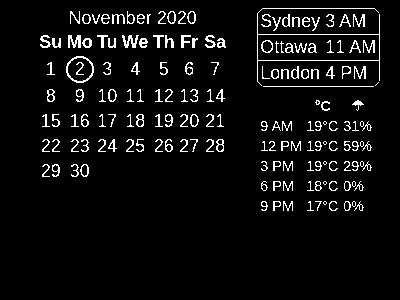 November 2020
Su Mo Tu We Th Fr Sa
1 2 3 4 5 6 7
8 9 10 11 12 13 14
15 16 17 18 19 20 21
22 23 24 25 26 27 28
29 30
Sydney 3 AM
Ottawa 11 AM
London 4 PM
°C ☂
9 AM 19°C 31%
12 PM 19°C 59%
3 PM 19°C 29%
6 PM 18°C 0%
9 PM 17°C 0%